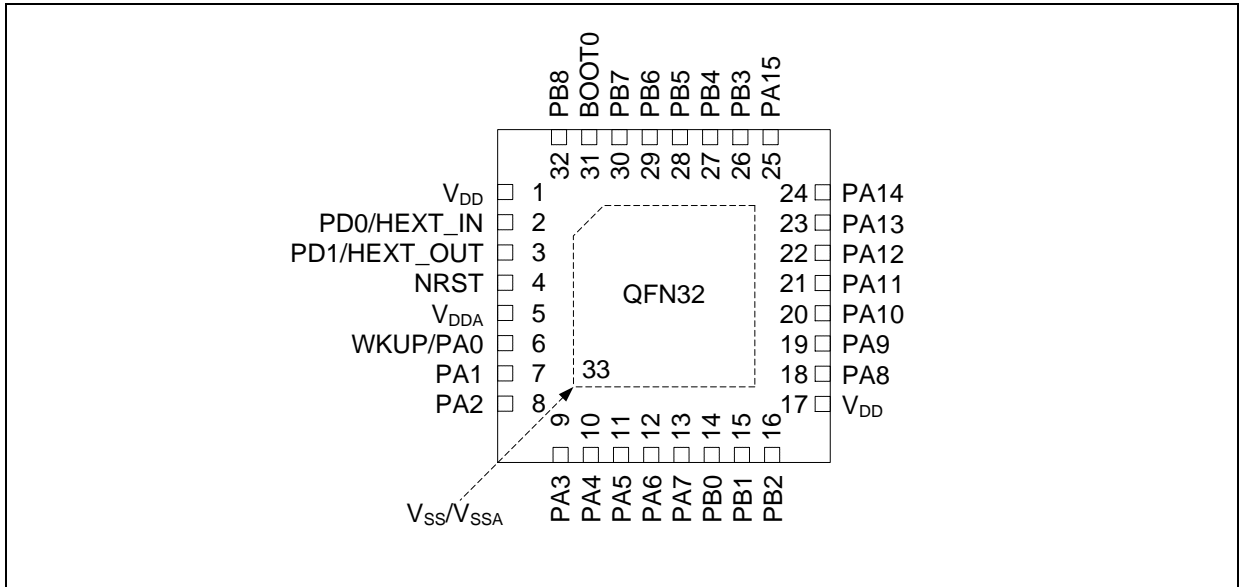 PB8
BOOT0
PB7
PB6
PB5
PB4
PB3
PA15
32
31
30
29
28
27
26
25
VDD 1
PD0/HEXT_IN 2
PD1/HEXT_OUT 3
NRST 4
VDDA 5
WKUP/PA0 6
PA1 7
PA2 8
QFN32
33
24 PA14
23 PA13
22 PA12
21 PA11
20 PA10
19 PA9
18 PA8
17 VDD
9
10
11
12
13
14
15
16
PA3
PA4
PA5
PA6
PA7
PB0
PB1
PB2
VSS/VSSA